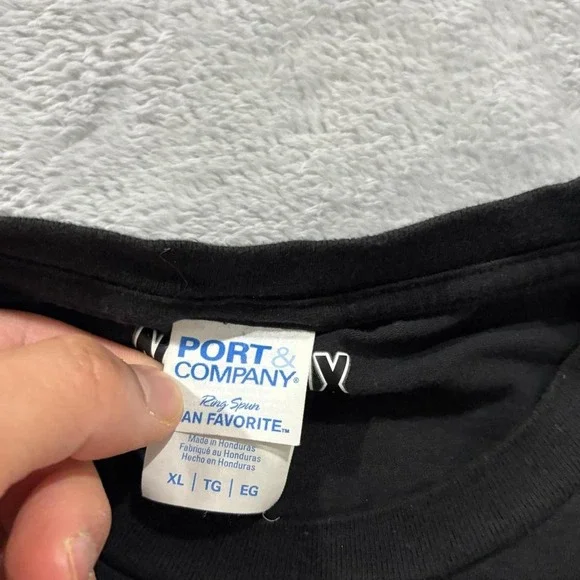 PORT &
COMPANY®
Ring Spun
AN FAVORITE™
Made in Honduras
Fabriqué au Honduras
Hecho en Honduras
XL | TG | EG
Y